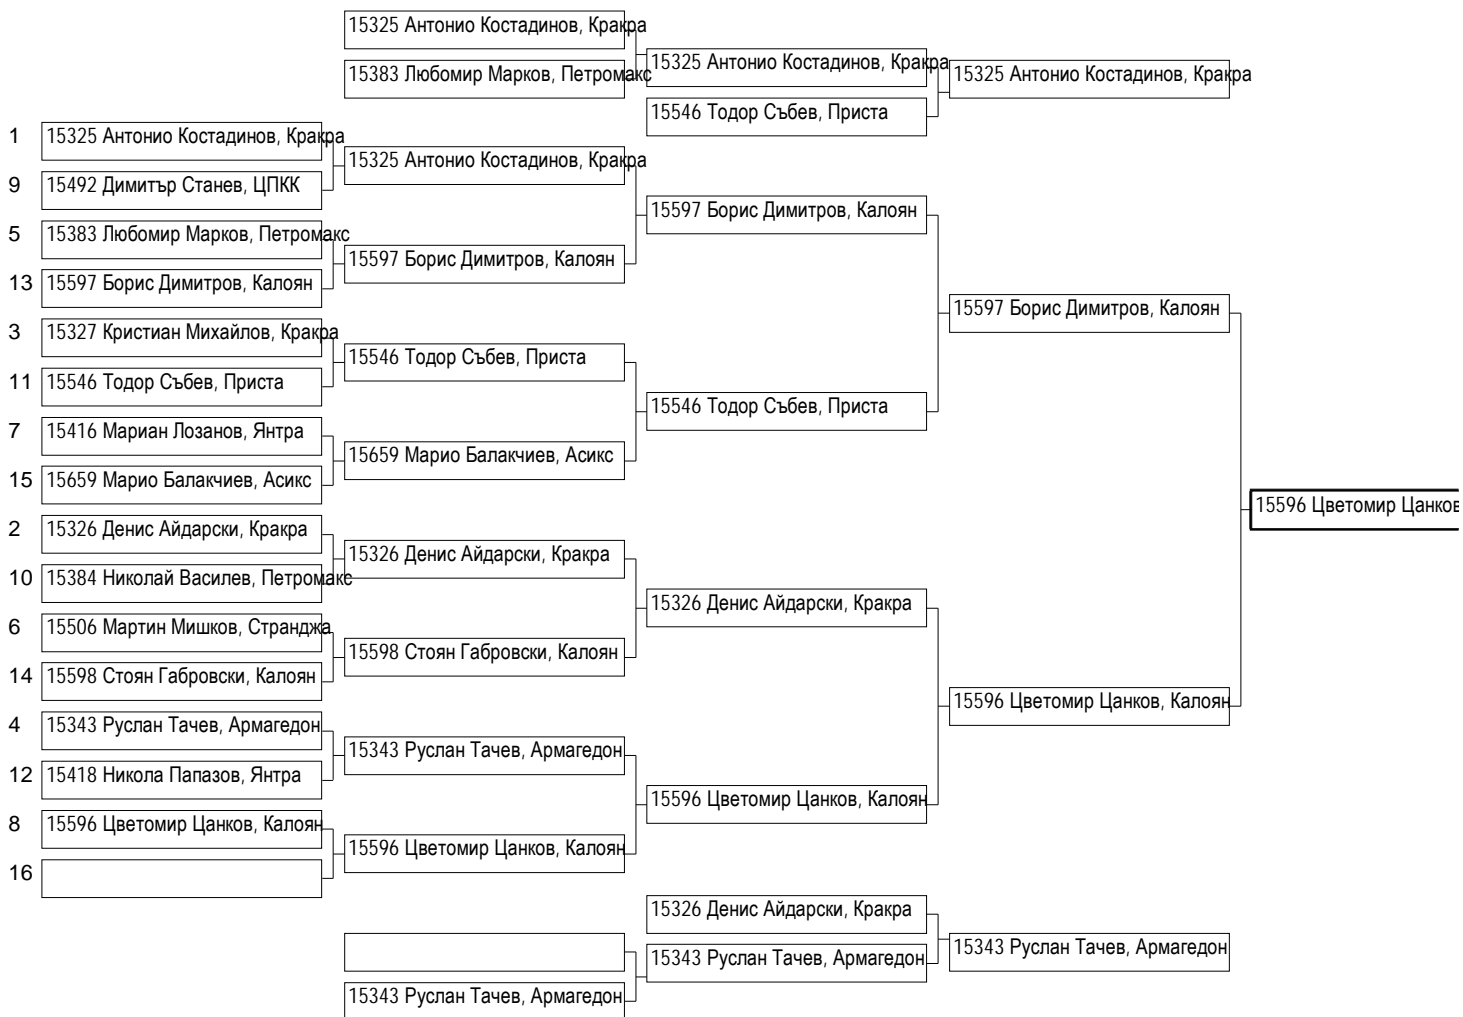 15325 Антонио Костадинов, Кракра
15383 Любомир Марков, Петромакс
15325 Антонио Костадинов, Кракра
15546 Тодор Събев, Приста
15325 Антонио Костадинов, Кракра
1 15325 Антонио Костадинов, Кракра
9 15492 Димитър Станев, ЦПКК
5 15383 Любомир Марков, Петромакс
13 15597 Борис Димитров, Калоян
3 15327 Кристиан Михайлов, Кракра
11 15546 Тодор Събев, Приста
7 15416 Мариан Лозанов, Янтра
15 15659 Марио Балакчиев, Асикс
2 15326 Денис Айдарски, Кракра
10 15384 Николай Василев, Петромакс
6 15506 Мартин Мишков, Странджа
14 15598 Стоян Габровски, Калоян
4 15343 Руслан Тачев, Армагедон
12 15418 Никола Папазов, Янтра
8 15596 Цветомир Цанков, Калоян
16
15325 Антонио Костадинов, Кракра
15597 Борис Димитров, Калоян
15546 Тодор Събев, Приста
15659 Марио Балакчиев, Асикс
15326 Денис Айдарски, Кракра
15598 Стоян Габровски, Калоян
15343 Руслан Тачев, Армагедон
15596 Цветомир Цанков, Калоян
15597 Борис Димитров, Калоян
15546 Тодор Събев, Приста
15326 Денис Айдарски, Кракра
15596 Цветомир Цанков, Калоян
15597 Борис Димитров, Калоян
15596 Цветомир Цанков, Калоян
15596 Цветомир Цанков
15343 Руслан Тачев, Армагедон
15326 Денис Айдарски, Кракра
15343 Руслан Тачев, Армагедон
15343 Руслан Тачев, Армагедон